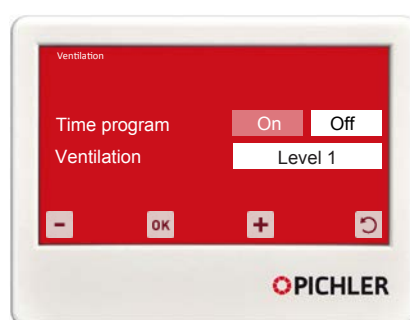 Ventilation
Time program On Off
Ventilation Level 1
- OK +
PICHLER